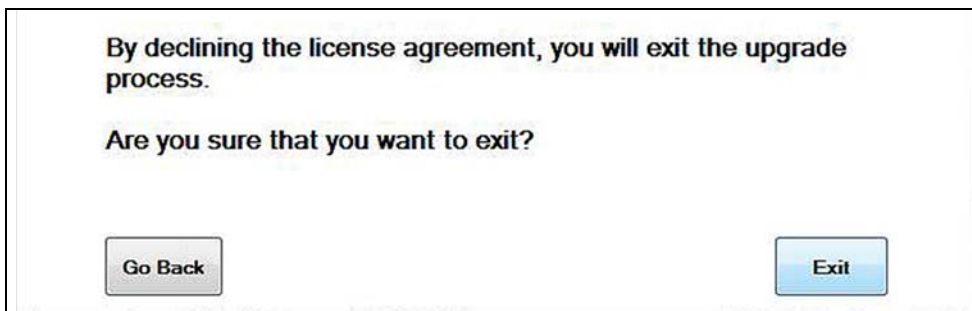 By declining the license agreement, you will exit the upgrade
process.
Are you sure that you want to exit?
Go Back
Exit